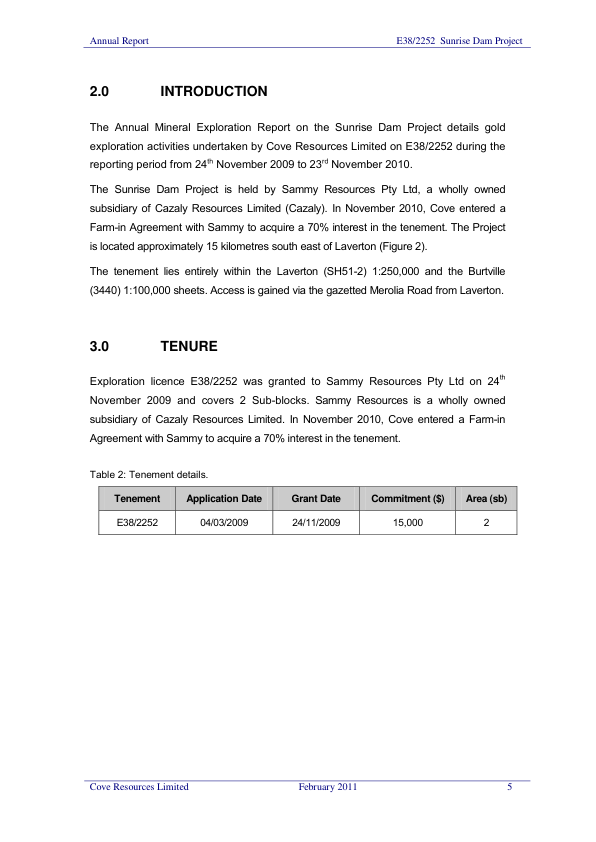 Annual Report E38/2252 Sunrise Dam Project
2.0 INTRODUCTION
The Annual Mineral Exploration Report on the Sunrise Dam Project details gold
exploration activities undertaken by Cove Resources Limited on E38/2252 during the
reporting period from 24th November 2009 to 23rd November 2010.
The Sunrise Dam Project is held by Sammy Resources Pty Ltd, a wholly owned
subsidiary of Cazaly Resources Limited (Cazaly). In November 2010, Cove entered a
Farm-in Agreement with Sammy to acquire a 70% interest in the tenement. The Project
is located approximately 15 kilometres south east of Laverton (Figure 2).
The tenement lies entirely within the Laverton (SH51-2) 1:250,000 and the Burtville
(3440) 1:100,000 sheets. Access is gained via the gazetted Merolia Road from Laverton.
3.0 TENURE
Exploration licence E38/2252 was granted to Sammy Resources Pty Ltd on 24th
November 2009 and covers 2 Sub-blocks. Sammy Resources is a wholly owned
subsidiary of Cazaly Resources Limited. In November 2010, Cove entered a Farm-in
Agreement with Sammy to acquire a 70% interest in the tenement.
Table 2: Tenement details.
Tenement Application Date Grant Date Commitment ($) Area (sb)
E38/2252 04/03/2009 24/11/2009 15,000 2
Cove Resources Limited February 2011 5